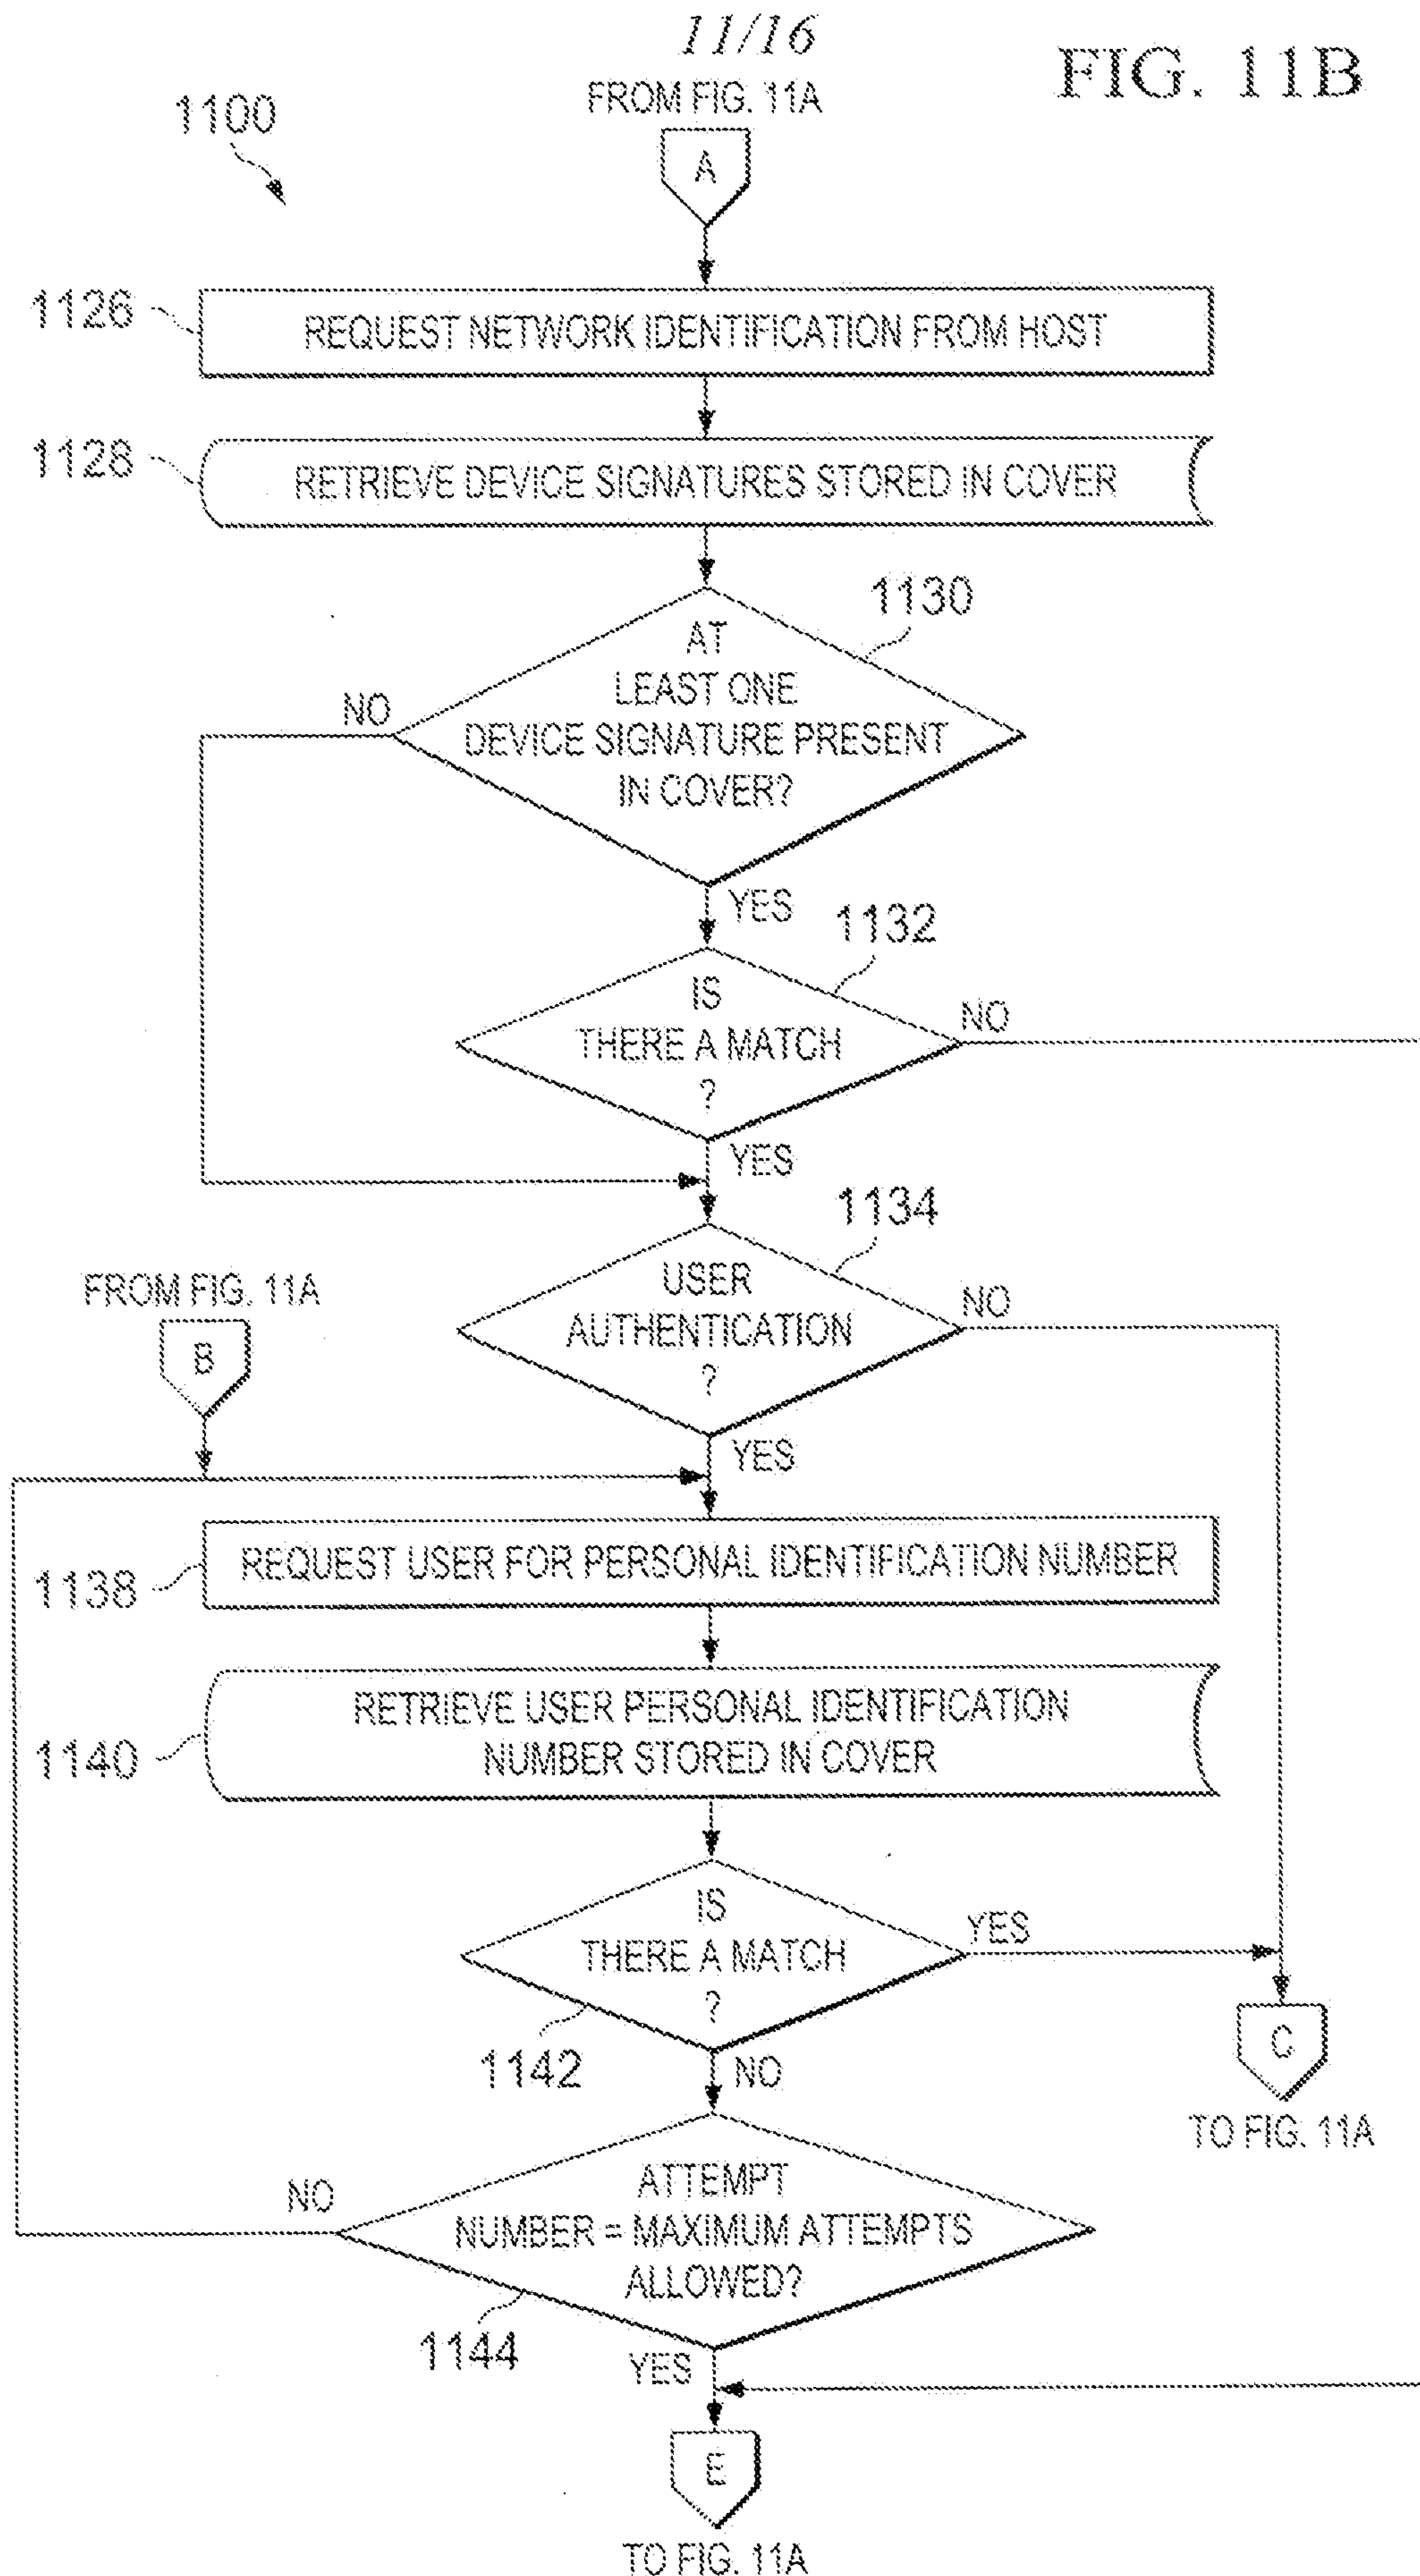 11/16
FIG. 11B
FROM FIG. 11A
1100
A
1126
REQUEST NETWORK IDENTIFICATION FROM HOST
1128
RETRIEVE DEVICE SIGNATURES STORED IN COVER
1130
AT
LEAST ONE
DEVICE SIGNATURE PRESENT
IN COVER?
NO
YES
1132
IS
THERE A MATCH
?
NO
YES
1134
USER
AUTHENTICATION
?
NO
YES
FROM FIG. 11A
B
1138
REQUEST USER FOR PERSONAL IDENTIFICATION NUMBER
1140
RETRIEVE USER PERSONAL IDENTIFICATION
NUMBER STORED IN COVER
IS
THERE A MATCH
?
YES
1142
NO
C
TO FIG. 11A
ATTEMPT
NUMBER = MAXIMUM ATTEMPTS
ALLOWED?
NO
1144
YES
E
TO FIG. 11A